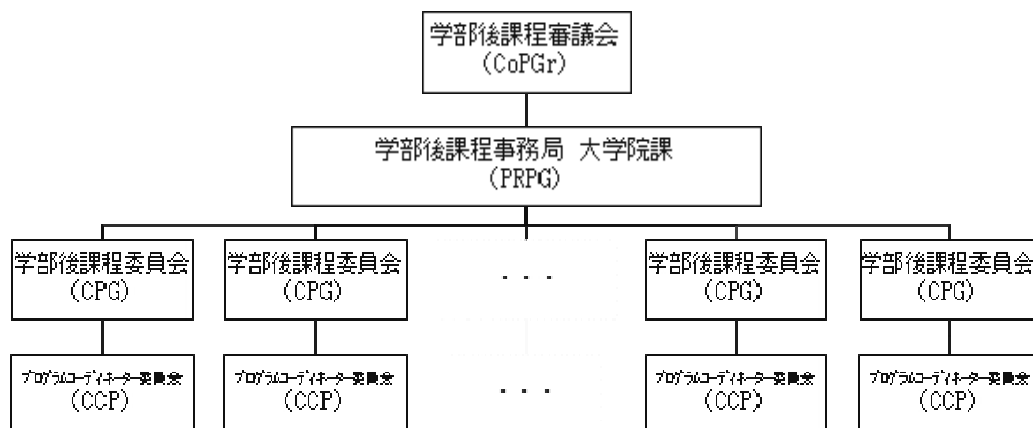 学部後課程審議会
(CoPGr)
学部後課程事務局 大学院課
(PRPG)
学部後課程委員会
(CPG)
学部後課程委員会
(CPG)
...
学部後課程委員会
(CPG)
学部後課程委員会
(CPG)
プログラムコーディネーター委員会
(CCP)
プログラムコーディネーター委員会
(CCP)
...
プログラムコーディネーター委員会
(CCP)
プログラムコーディネーター委員会
(CCP)